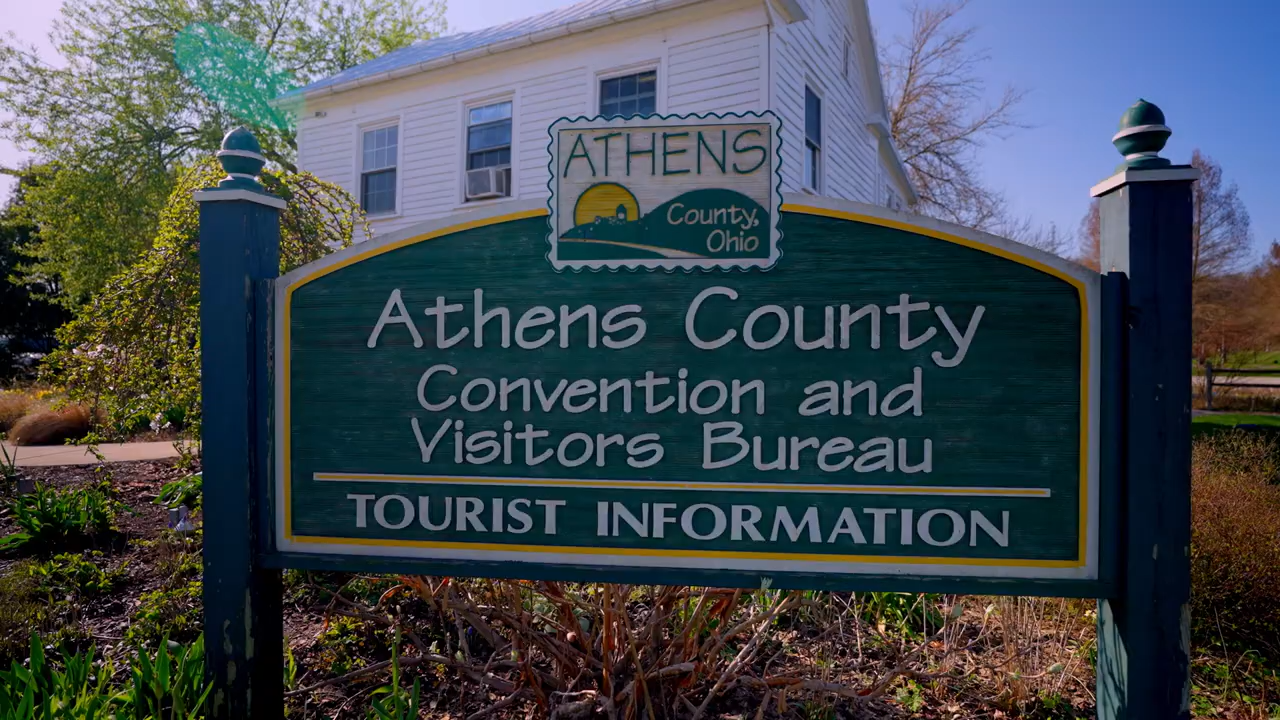 ATHENS
County,
Ohio
Athens County
Convention and
Visitors Bureau
TOURIST INFORMATION